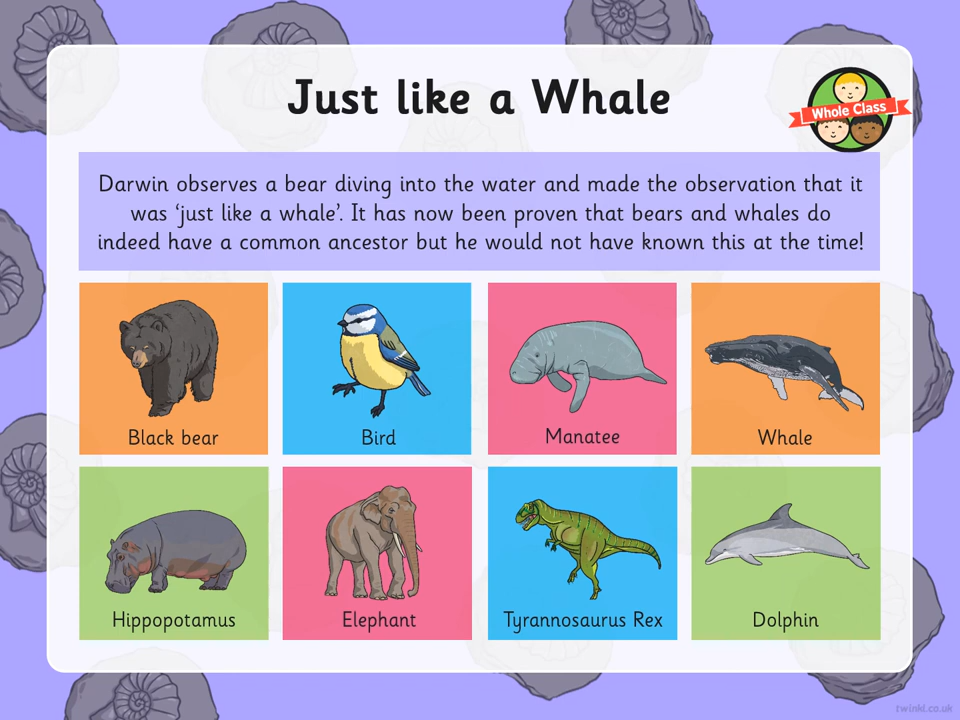 Just like a Whale
Whole Class
Darwin observes a bear diving into the water and made the observation that it
was ‘just like a whale’. It has now been proven that bears and whales do
indeed have a common ancestor but he would not have known this at the time!
Black bear
Bird
Manatee
Whale
Hippopotamus
Elephant
Tyrannosaurus Rex
Dolphin
twinkl.co.uk